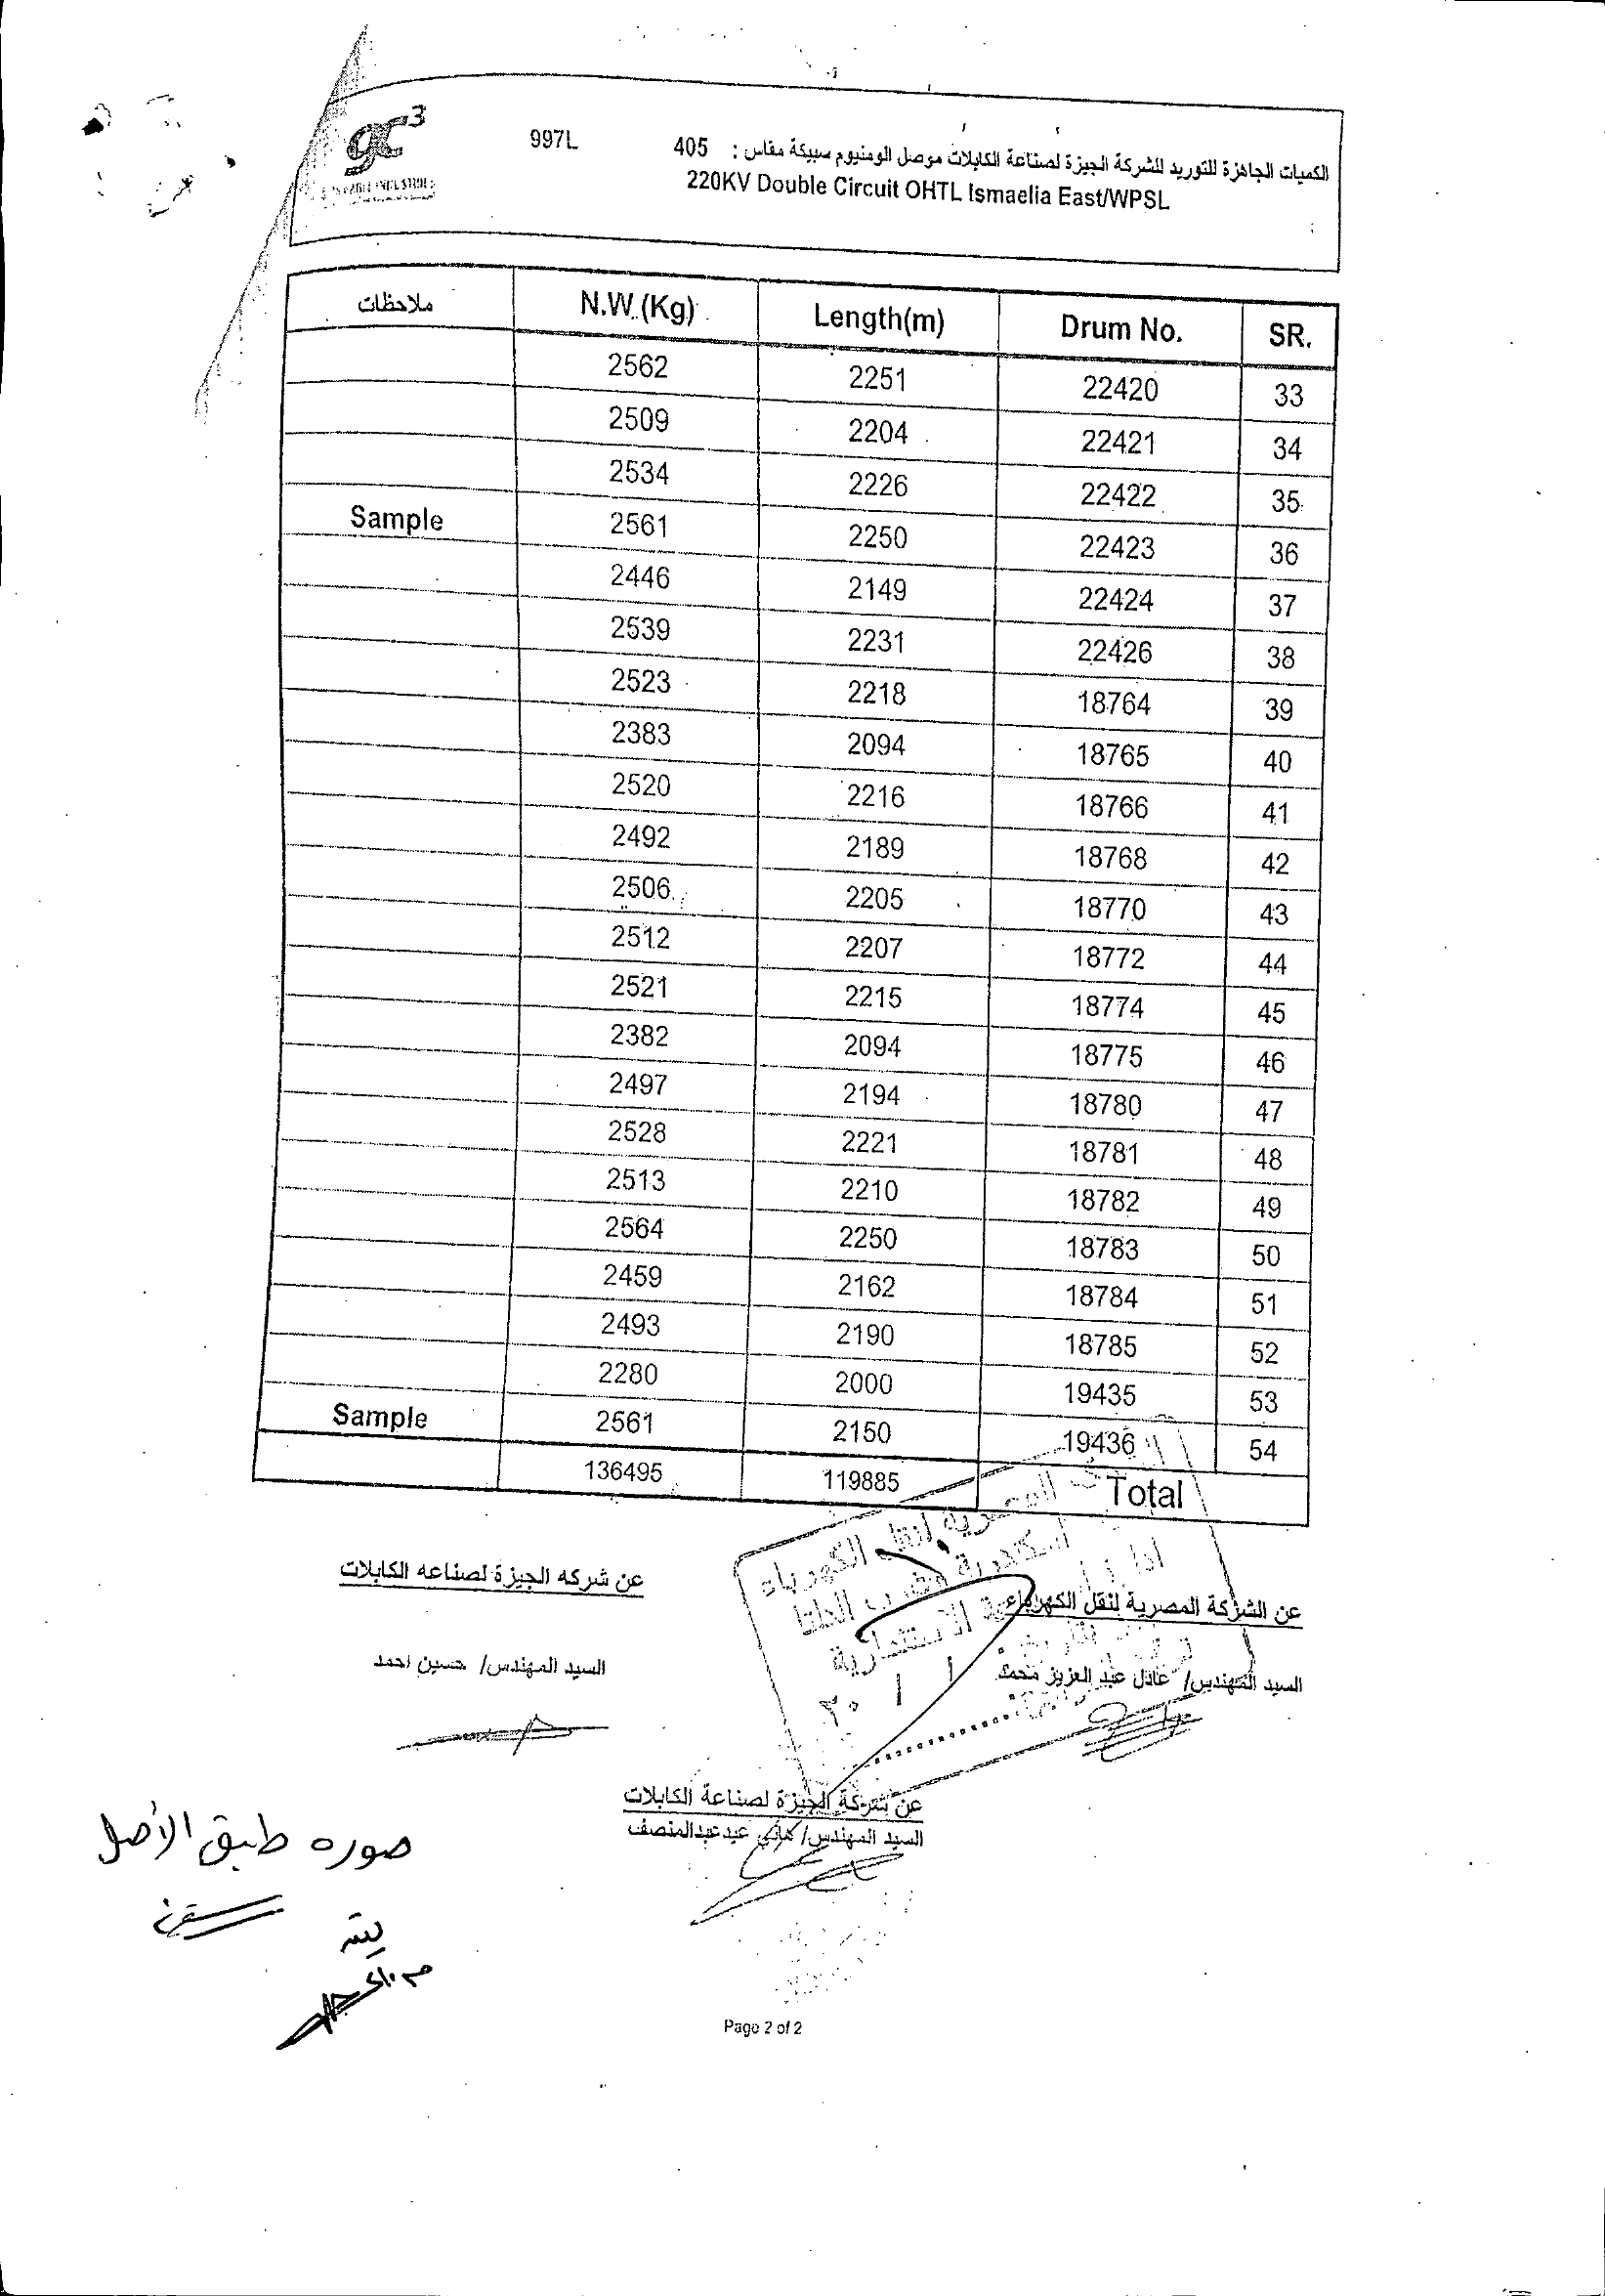 gc3
997L
الكميات الجاهزة للتوريد للشركة الجيزة لصناعة الكابلات موصل الومنيوم سبيكة مقاس : 405
220KV Double Circuit OHTL Ismaelia East/WPSL
ملاحظات N.W.(Kg) Length(m) Drum No. SR.
2562 2251 22420 33
2509 2204 22421 34
2534 2226 22422 35
Sample 2561 2250 22423 36
2446 2149 22424 37
2539 2231 22426 38
2523 2218 18764 39
2383 2094 18765 40
2520 2216 18766 41
2492 2189 18768 42
2506 2205 18770 43
2512 2207 18772 44
2521 2215 18774 45
2382 2094 18775 46
2497 2194 18780 47
2528 2221 18781 48
2513 2210 18782 49
2564 2250 18783 50
2459 2162 18784 51
2493 2190 18785 52
2280 2000 19435 53
Sample 2561 2150 19436 54
136495 119885 Total
عن الشركة المصرية لنقل الكهرباء
عن شركه الجيزة لصناعه الكابلات
السيد المهندس/ عادل عبد العزيز محمد
السيد المهندس/ حسين احمد
عن شركة الجيزة لصناعة الكابلات
السيد المهندس/ هاني عيد عبدالمنصف
صوره طبق الأصل
Page 2 of 2